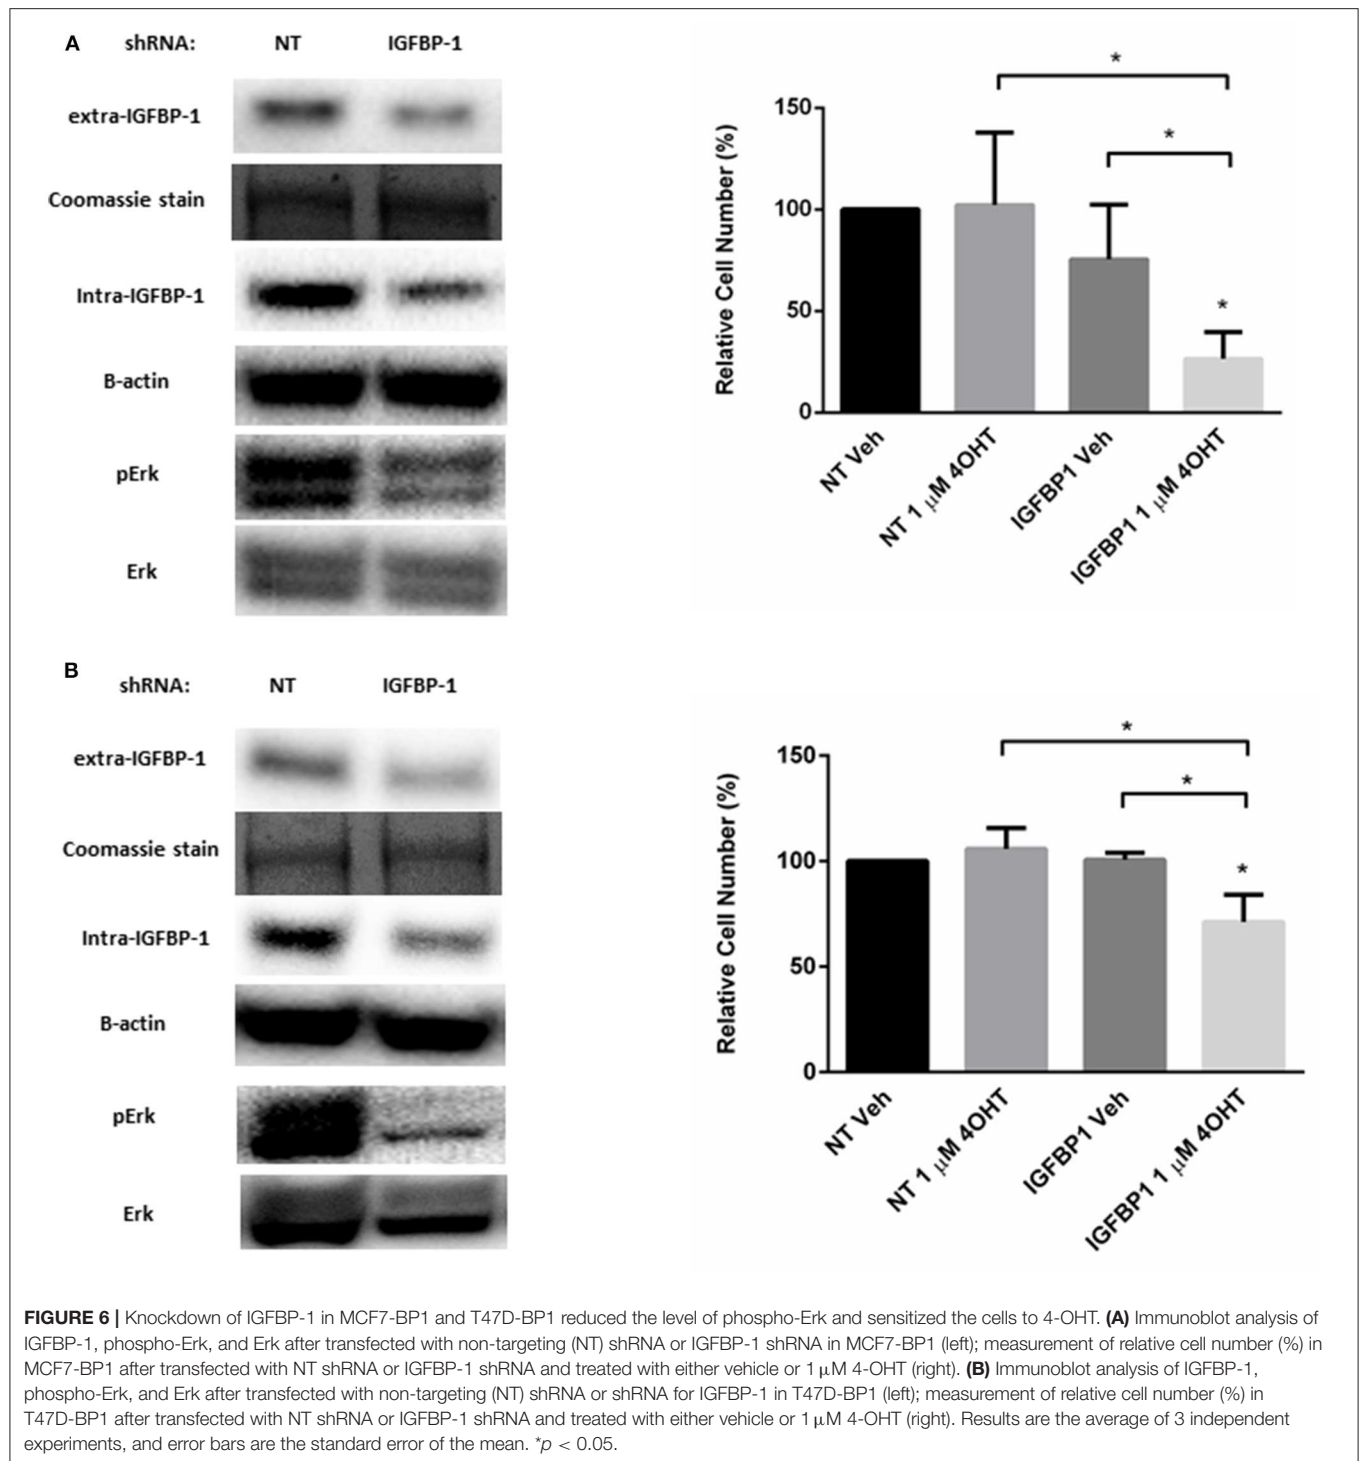 A
shRNA: NT IGFBP-1
extra-IGFBP-1
Coomassie stain
Intra-IGFBP-1
B-actin
pErk
Erk
Relative Cell Number (%)
150
100
50
0
*
*
*
NT Veh
NT 1 μM 4OHT
IGFBP1 Veh
IGFBP1 1 μM 4OHT
B
shRNA: NT IGFBP-1
extra-IGFBP-1
Coomassie stain
Intra-IGFBP-1
B-actin
pErk
Erk
Relative Cell Number (%)
150
100
50
0
*
*
*
NT Veh
NT 1 μM 4OHT
IGFBP1 Veh
IGFBP1 1 μM 4OHT
FIGURE 6 | Knockdown of IGFBP-1 in MCF7-BP1 and T47D-BP1 reduced the level of phospho-Erk and sensitized the cells to 4-OHT. (A) Immunoblot analysis of
IGFBP-1, phospho-Erk, and Erk after transfected with non-targeting (NT) shRNA or IGFBP-1 shRNA in MCF7-BP1 (left); measurement of relative cell number (%) in
MCF7-BP1 after transfected with NT shRNA or IGFBP-1 shRNA and treated with either vehicle or 1 μM 4-OHT (right). (B) Immunoblot analysis of IGFBP-1,
phospho-Erk, and Erk after transfected with non-targeting (NT) shRNA or shRNA for IGFBP-1 in T47D-BP1 (left); measurement of relative cell number (%) in
T47D-BP1 after transfected with NT shRNA or IGFBP-1 shRNA and treated with either vehicle or 1 μM 4-OHT (right). Results are the average of 3 independent
experiments, and error bars are the standard error of the mean. *p < 0.05.